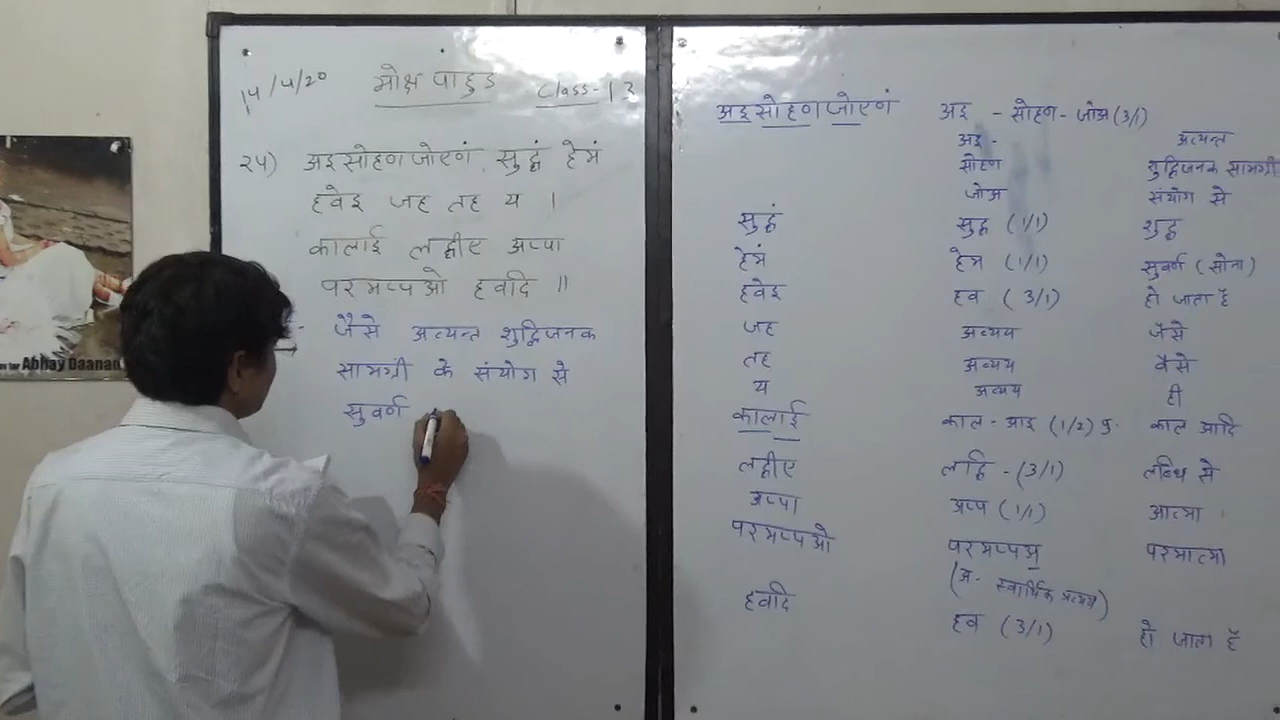 14/4/20 मोक्ष पाहुड Class-13
२४) अइसोहणजोएणं, सुद्धं हेमं
हवेइ जह तह य ।
कालाई लद्धीए अप्पा
परमप्पओ हवदि ॥
- जैसे अत्यन्त शुद्धिजनक
सामग्री के संयोग से
सुवर्ण
अइसोहणजोएणं अइ - सोहण - जोअ (3/1)
अइ - अत्यन्त
सोहण शुद्धिजनक सामग्री
जोअ संयोग से
सुद्धं सुद्ध (1/1) शुद्ध
हेमं हेम (1/1) सुवर्ण (सोना)
हवेइ हव (3/1) हो जाता है
जह अव्यय जैसे
तह अव्यय वैसे
य अव्यय ही
कालाई काल - आइ (1/2) काल आदि
लद्धीए लद्धि - (3/1) लब्धि से
अप्पा अप्प (1/1) आत्मा
परमप्पओ परमप्पअ परमात्मा
(अ - स्वार्थिक प्रत्यय)
हवदि हव (3/1) हो जाता है
for Abhay Daanam